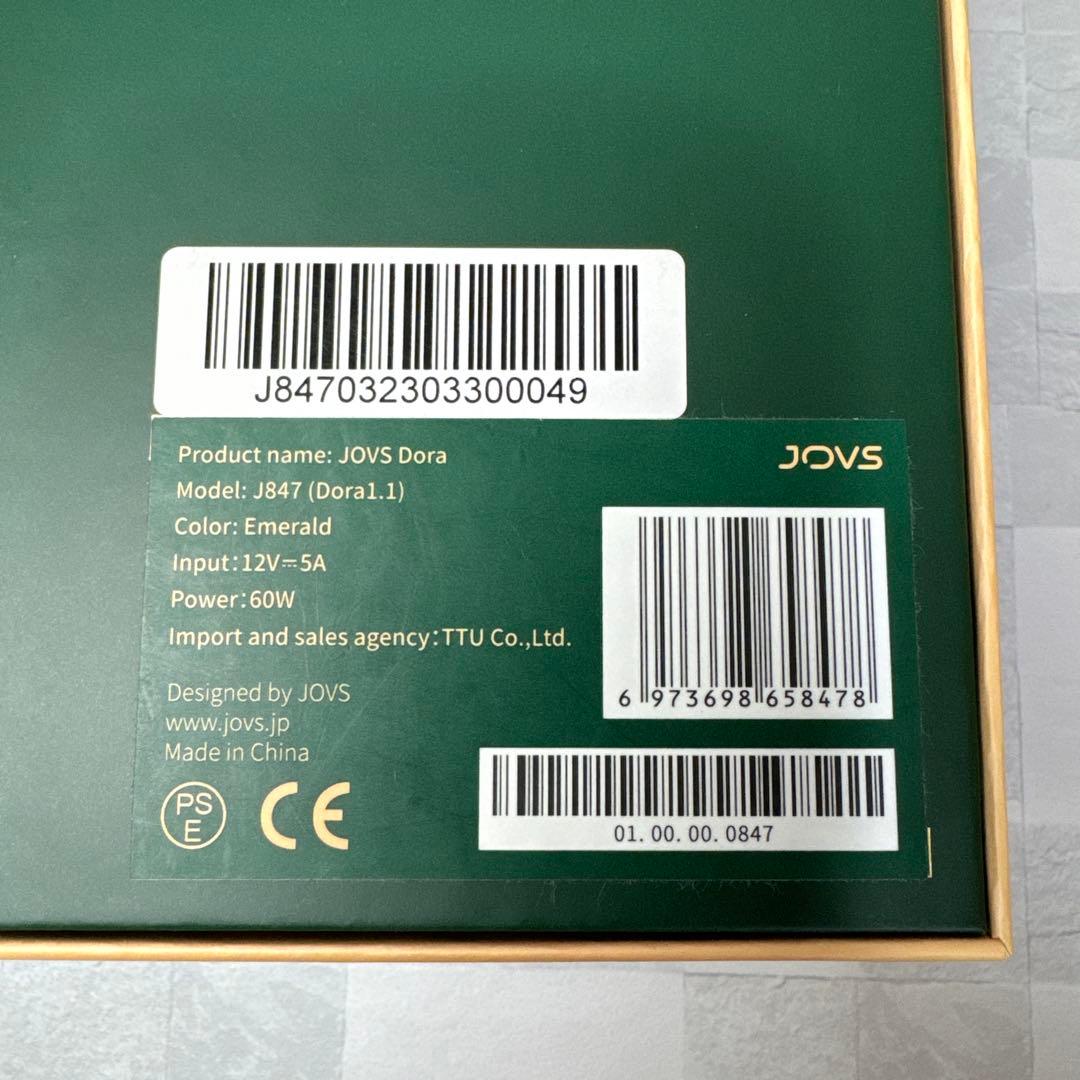 J847032303300049
Product name: JOVS Dora
JOVS
Model: J847 (Dora1.1)
Color: Emerald
Input:12V⎓5A
Power:60W
Import and sales agency:TTU Co.,Ltd.
6 973698 658478
Designed by JOVS
www.jovs.jp
Made in China
PS
E
CE
01. 00. 00. 0847